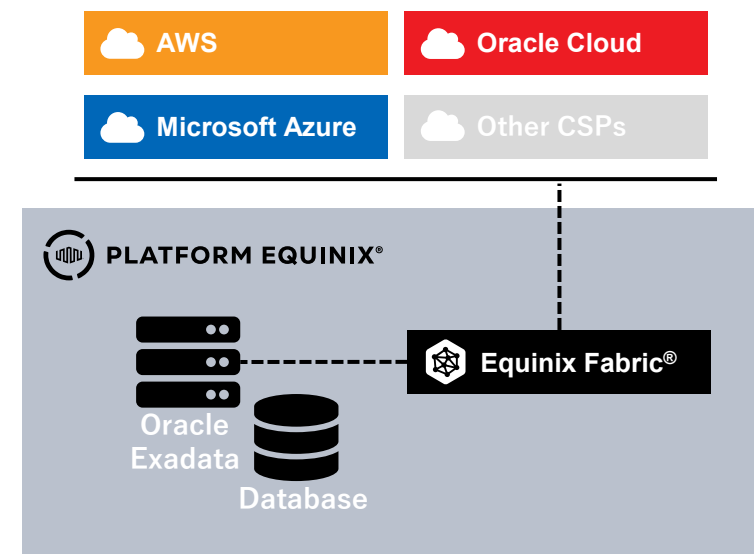 AWS
Oracle Cloud
Microsoft Azure
Other CSPs
PLATFORM EQUINIX®
Equinix Fabric®
Oracle
Exadata
Database